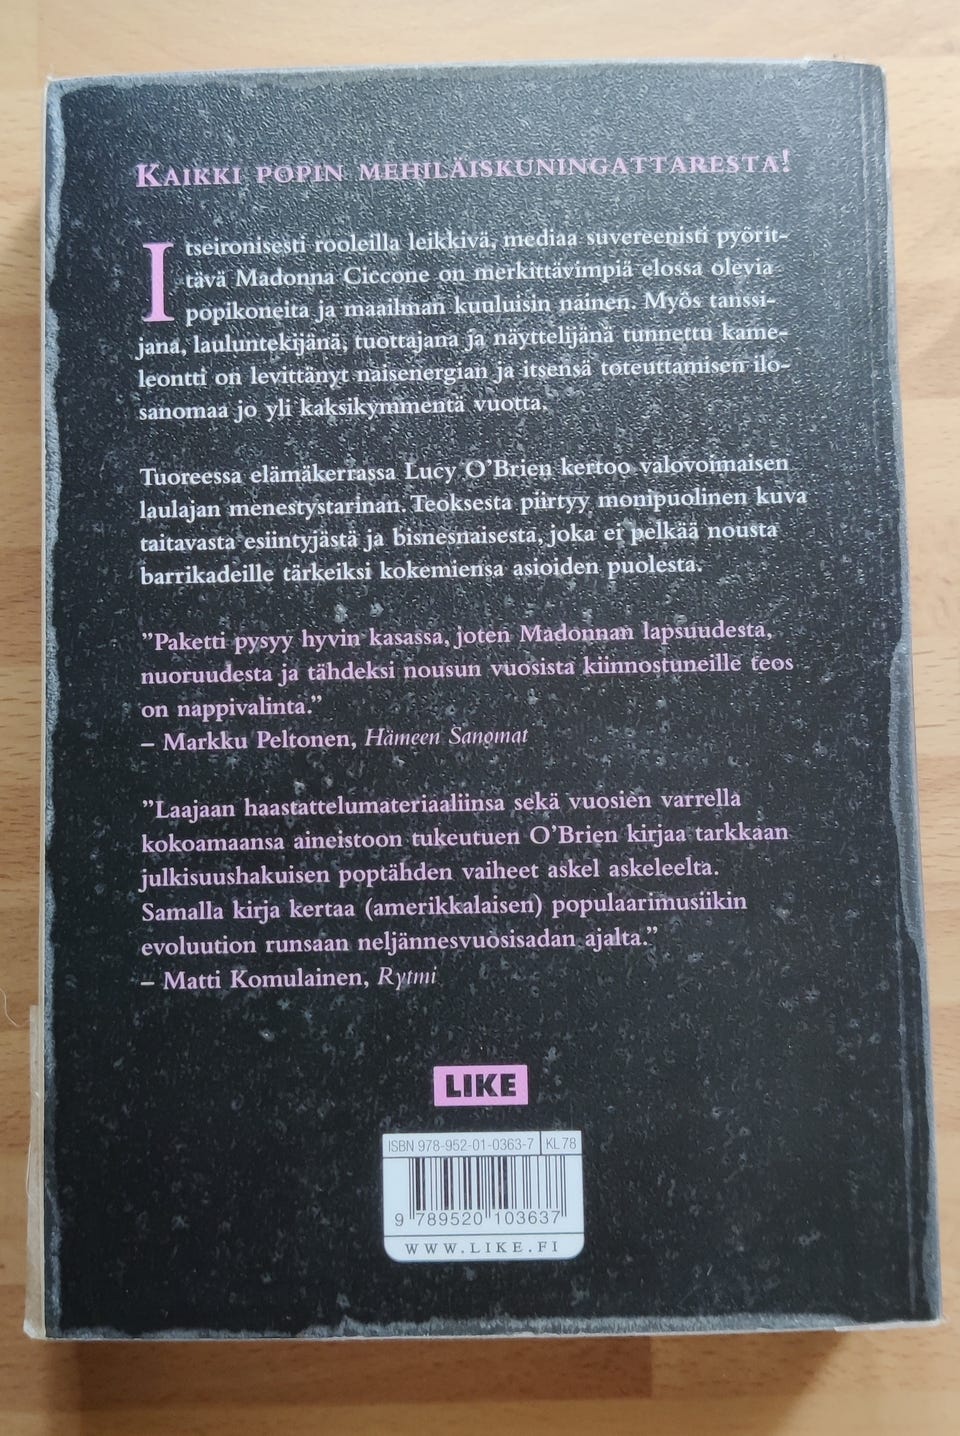 Kaikki popin mehiläiskuningattaresta!
Itseironisesti rooleilla leikkivä, mediaa suvereenisti pyörit-
tävä Madonna Ciccone on merkittävimpiä elossa olevia
popikoneita ja maailman kuuluisin nainen. Myös tanssi-
jana, lauluntekijänä, tuottajana ja näyttelijänä tunnettu kame-
leontti on levittänyt naisenergian ja itsensä toteuttamisen ilo-
sanomaa jo yli kaksikymmentä vuotta.
Tuoreessa elämäkerrassa Lucy O’Brien kertoo valovoimaisen
laulajan menestystarinan. Teoksesta piirtyy monipuolinen kuva
taitavasta esiintyjästä ja bisnesnaisesta, joka ei pelkää nousta
barrikadeille tärkeiksi kokemiensa asioiden puolesta.
”Paketti pysyy hyvin kasassa, joten Madonnan lapsuudesta,
nuoruudesta ja tähdeksi nousun vuosista kiinnostuneille teos
on nappivalinta.”
– Markku Peltonen, Hämeen Sanomat
”Laajaan haastattelumateriaaliinsa sekä vuosien varrella
kokoamaansa aineistoon tukeutuen O’Brien kirjaa tarkkaan
julkisuushakuisen poptähden vaiheet askel askeleelta.
Samalla kirja kertaa (amerikkalaisen) populaarimusiikin
evoluution runsaan neljännesvuosisadan ajalta.”
– Matti Komulainen, Rytmi
LIKE
ISBN 978-952-01-0363-7 KL 78
9 789520 103637
WWW.LIKE.FI